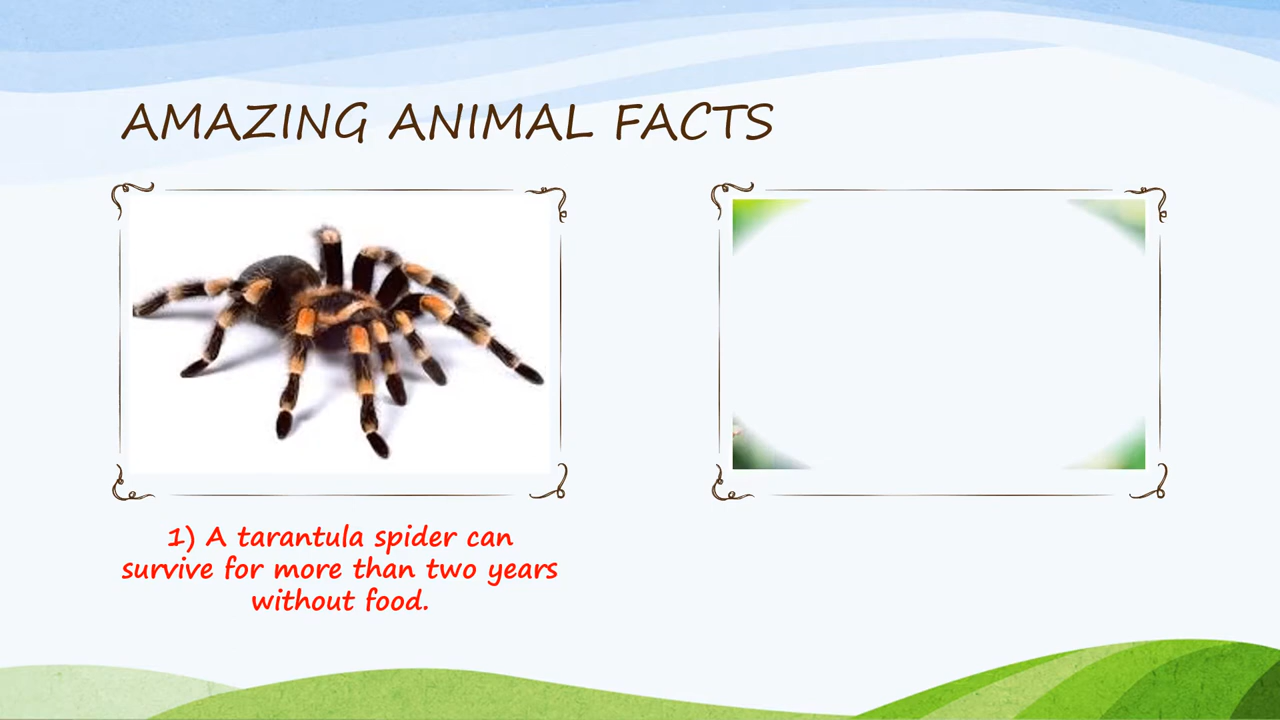 AMAZING ANIMAL FACTS
1) A tarantula spider can
survive for more than two years
without food.